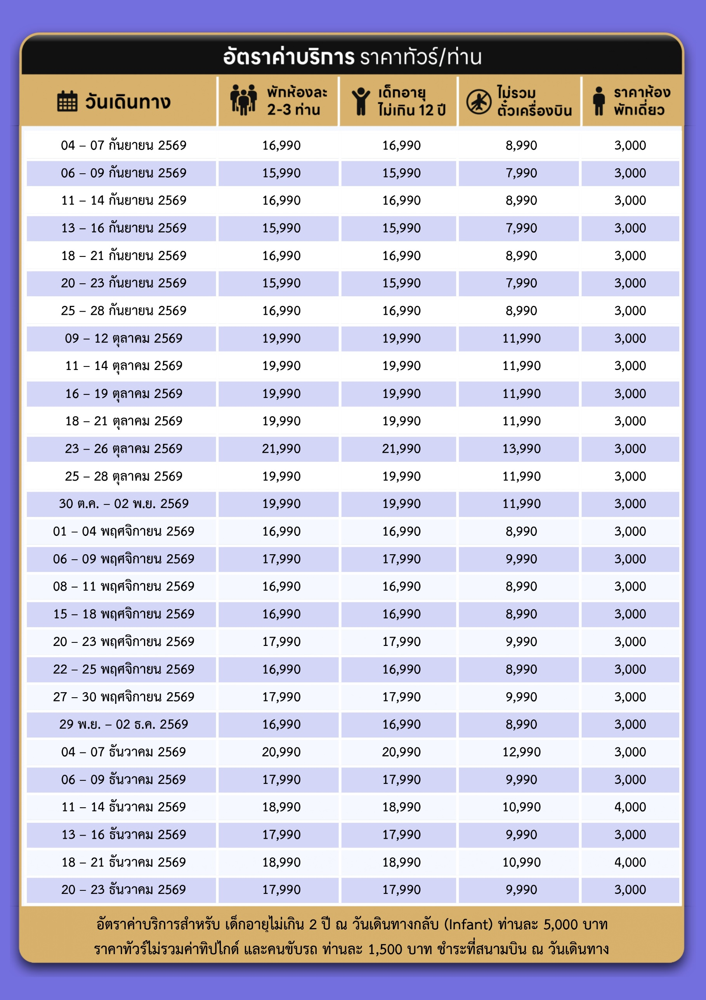 อัตราค่าบริการ ราคาทัวร์/ท่าน
วันเดินทาง พักห้องละ 2-3 ท่าน เด็กอายุ ไม่เกิน 12 ปี ไม่รวม ตั๋วเครื่องบิน ราคาห้อง พักเดี่ยว
04 – 07 กันยายน 2569 16,990 16,990 8,990 3,000
06 – 09 กันยายน 2569 15,990 15,990 7,990 3,000
11 – 14 กันยายน 2569 16,990 16,990 8,990 3,000
13 – 16 กันยายน 2569 15,990 15,990 7,990 3,000
18 – 21 กันยายน 2569 16,990 16,990 8,990 3,000
20 – 23 กันยายน 2569 15,990 15,990 7,990 3,000
25 – 28 กันยายน 2569 16,990 16,990 8,990 3,000
09 – 12 ตุลาคม 2569 19,990 19,990 11,990 3,000
11 – 14 ตุลาคม 2569 19,990 19,990 11,990 3,000
16 – 19 ตุลาคม 2569 19,990 19,990 11,990 3,000
18 – 21 ตุลาคม 2569 19,990 19,990 11,990 3,000
23 – 26 ตุลาคม 2569 21,990 21,990 13,990 3,000
25 – 28 ตุลาคม 2569 19,990 19,990 11,990 3,000
30 ต.ค. – 02 พ.ย. 2569 19,990 19,990 11,990 3,000
01 – 04 พฤศจิกายน 2569 16,990 16,990 8,990 3,000
06 – 09 พฤศจิกายน 2569 17,990 17,990 9,990 3,000
08 – 11 พฤศจิกายน 2569 16,990 16,990 8,990 3,000
15 – 18 พฤศจิกายน 2569 16,990 16,990 8,990 3,000
20 – 23 พฤศจิกายน 2569 17,990 17,990 9,990 3,000
22 – 25 พฤศจิกายน 2569 16,990 16,990 8,990 3,000
27 – 30 พฤศจิกายน 2569 17,990 17,990 9,990 3,000
29 พ.ย. – 02 ธ.ค. 2569 16,990 16,990 8,990 3,000
04 – 07 ธันวาคม 2569 20,990 20,990 12,990 3,000
06 – 09 ธันวาคม 2569 17,990 17,990 9,990 3,000
11 – 14 ธันวาคม 2569 18,990 18,990 10,990 4,000
13 – 16 ธันวาคม 2569 17,990 17,990 9,990 3,000
18 – 21 ธันวาคม 2569 18,990 18,990 10,990 4,000
20 – 23 ธันวาคม 2569 17,990 17,990 9,990 3,000
อัตราค่าบริการสำหรับ เด็กอายุไม่เกิน 2 ปี ณ วันเดินทางกลับ (Infant) ท่านละ 5,000 บาท
ราคาทัวร์ไม่รวมค่าทิปไกด์ และคนขับรถ ท่านละ 1,500 บาท ชำระที่สนามบิน ณ วันเดินทาง